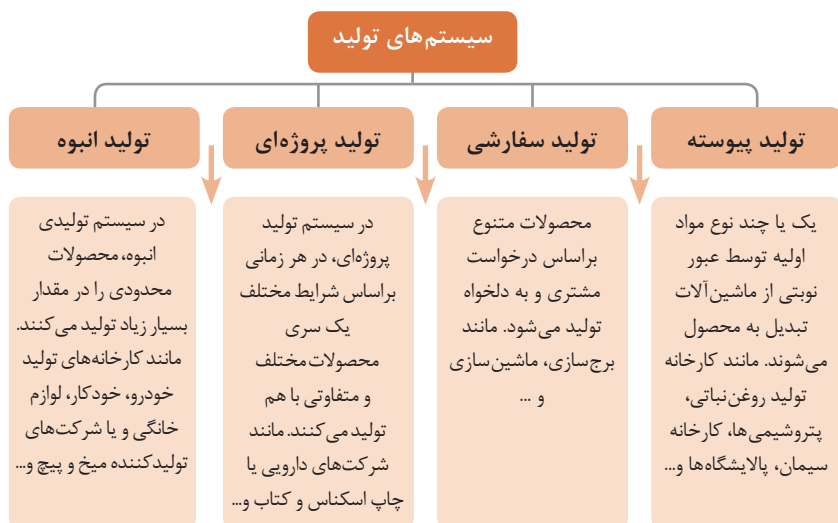 سیستم‌های تولید
تولید پیوسته
یک یا چند نوع مواد
اولیه توسط عبور
نوبتی از ماشین‌آلات
تبدیل به محصول
می‌شوند. مانند کارخانه
تولید روغن‌نباتی،
پتروشیمی‌ها، کارخانه
سیمان، پالایشگاه‌ها و...
تولید سفارشی
محصولات متنوع
براساس درخواست
مشتری و به دلخواه
تولید می‌شود. مانند
برج‌سازی، ماشین‌سازی
و ...
تولید پروژه‌ای
در سیستم تولید
پروژه‌ای، در هر زمانی
براساس شرایط مختلف
یک سری
محصولات مختلف
و متفاوتی با هم
تولید می‌کنند. مانند
شرکت‌های دارویی یا
چاپ اسکناس و کتاب و...
تولید انبوه
در سیستم تولیدی
انبوه، محصولات
محدودی را در مقدار
بسیار زیاد تولید می‌کنند.
مانند کارخانه‌های تولید
خودرو، خودکار، لوازم
خانگی و یا شرکت‌های
تولیدکننده میخ و پیچ و...